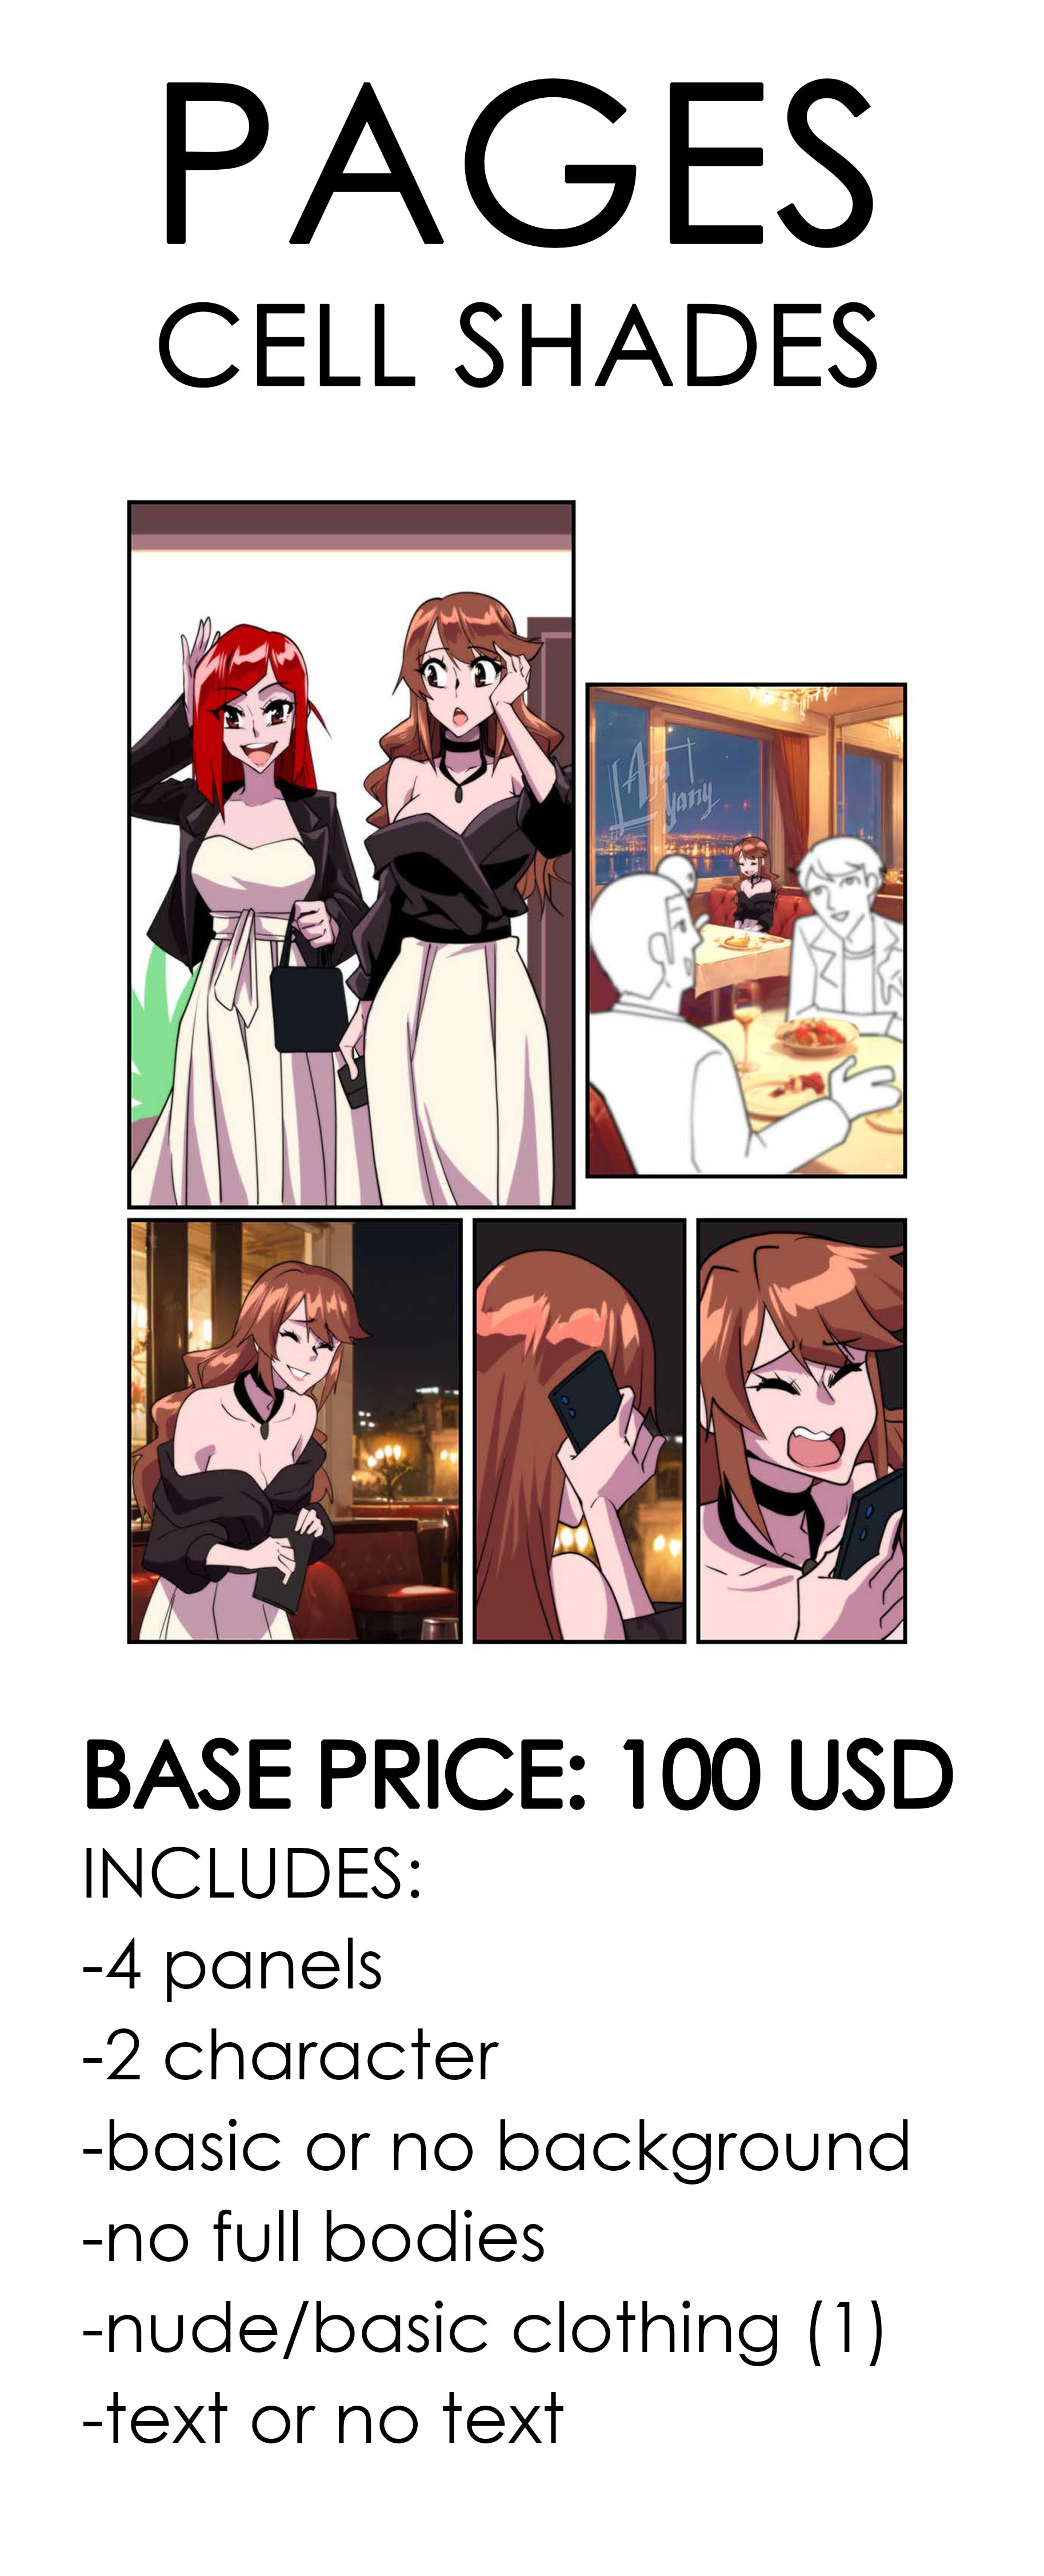 PAGES
CELL SHADES
BASE PRICE: 100 USD
INCLUDES:
-4 panels
-2 character
-basic or no background
-no full bodies
-nude/basic clothing (1)
-text or no text